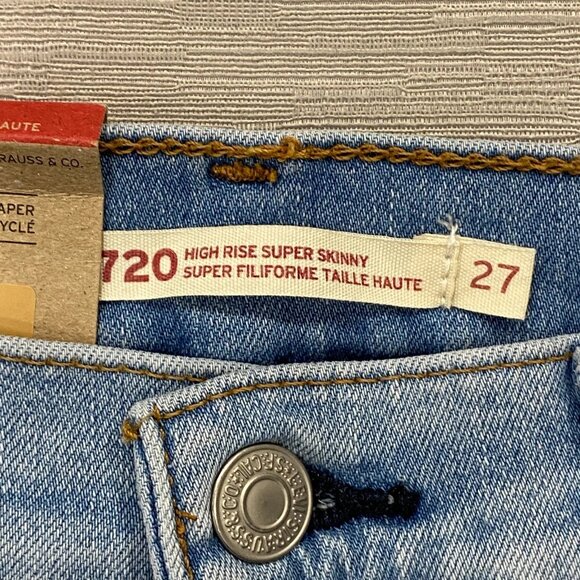 AUTE
RAUSS & CO.
APER
YCLÉ
720 HIGH RISE SUPER SKINNY
SUPER FILIFORME TAILLE HAUTE
27